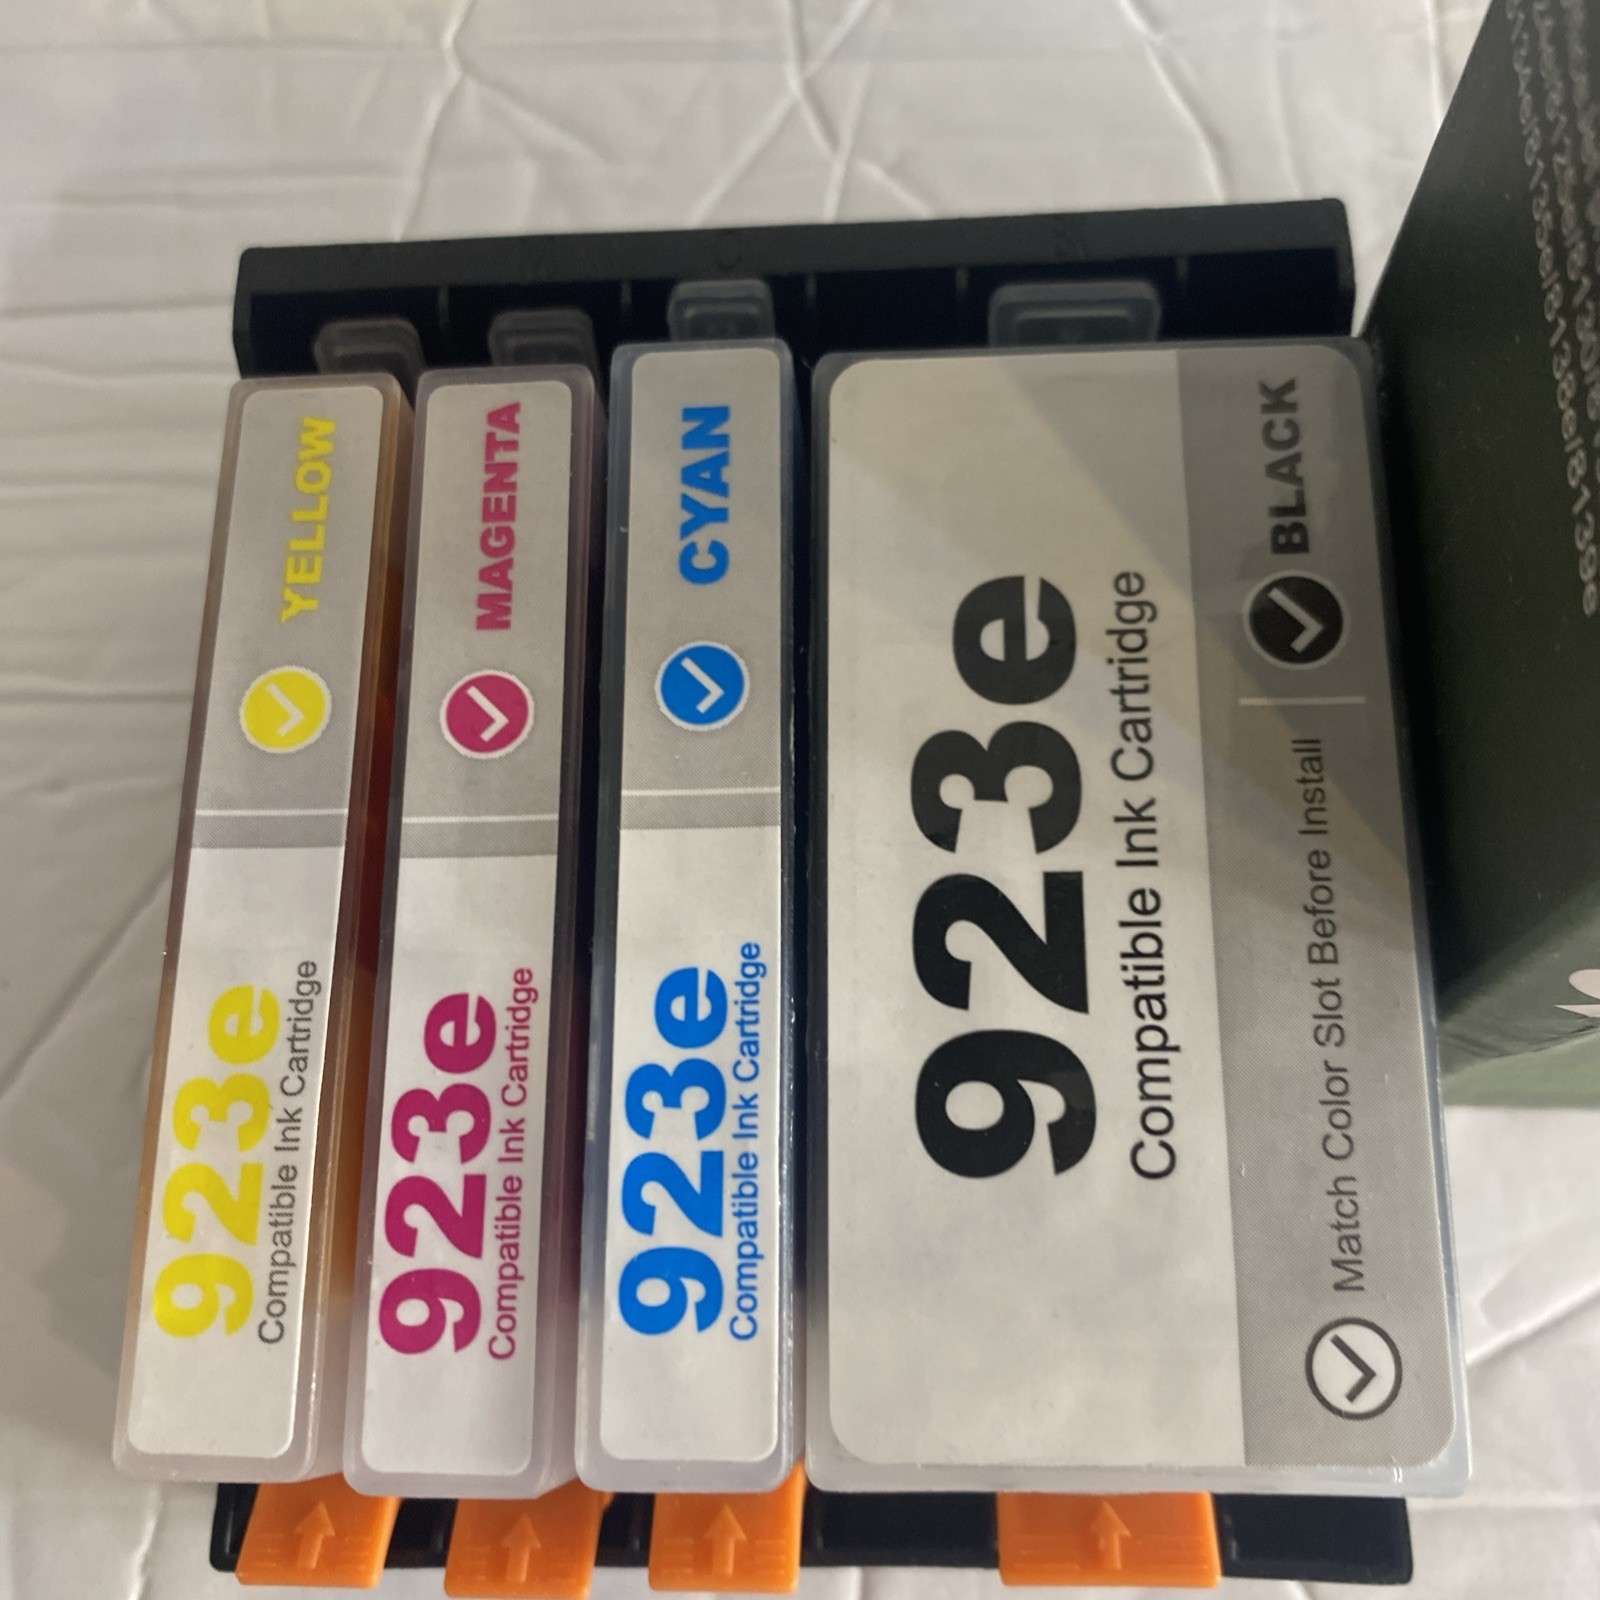 YELLOW
923e
Compatible Ink Cartridge
MAGENTA
923e
Compatible Ink Cartridge
CYAN
923e
Compatible Ink Cartridge
923e
Compatible Ink Cartridge
Match Color Slot Before Install
BLACK